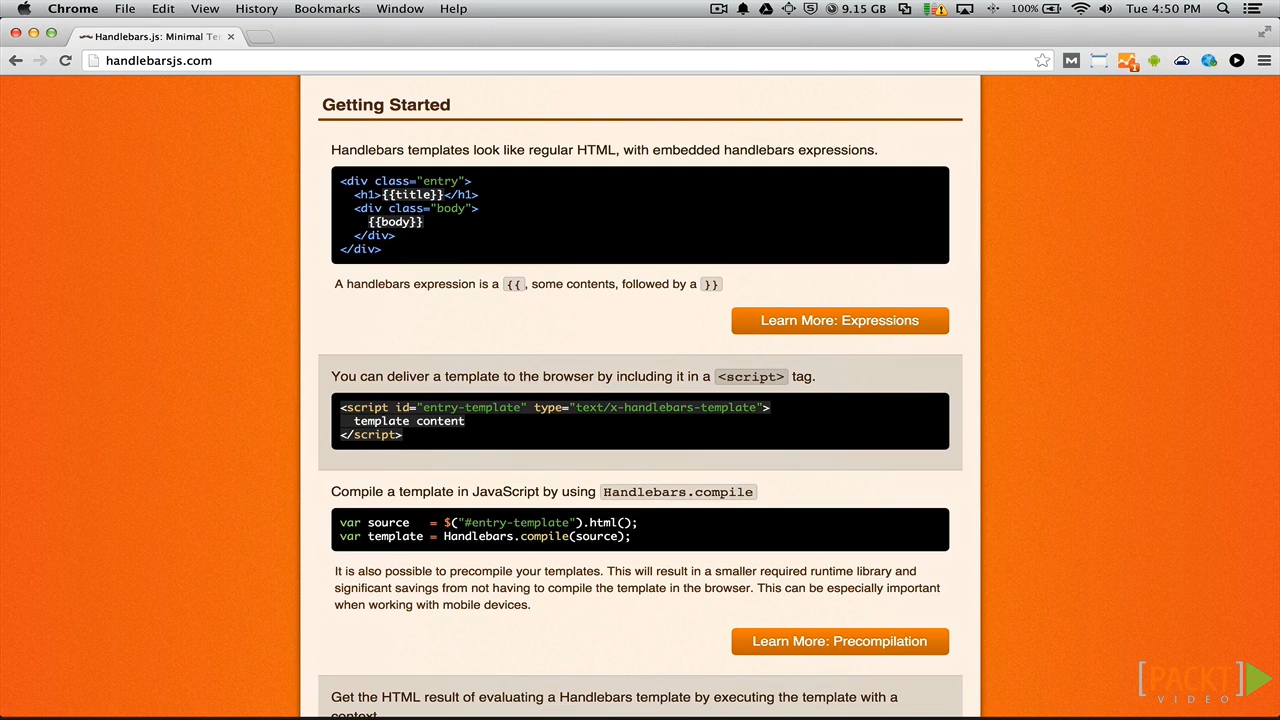 Chrome File Edit View History Bookmarks Window Help 9.15 GB 100% Tue 4:50 PM
Handlebars.js: Minimal Te
handlebarsjs.com
Getting Started
Handlebars templates look like regular HTML, with embedded handlebars expressions.
<div class="entry">
<h1>{{title}}</h1>
<div class="body">
{{body}}
</div>
</div>
A handlebars expression is a {{, some contents, followed by a }}
Learn More: Expressions
You can deliver a template to the browser by including it in a <script> tag.
<script id="entry-template" type="text/x-handlebars-template">
template content
</script>
Compile a template in JavaScript by using Handlebars.compile
var source = $("#entry-template").html();
var template = Handlebars.compile(source);
It is also possible to precompile your templates. This will result in a smaller required runtime library and
significant savings from not having to compile the template in the browser. This can be especially important
when working with mobile devices.
Learn More: Precompilation
Get the HTML result of evaluating a Handlebars template by executing the template with a
context.
[PACKT]
VIDEO